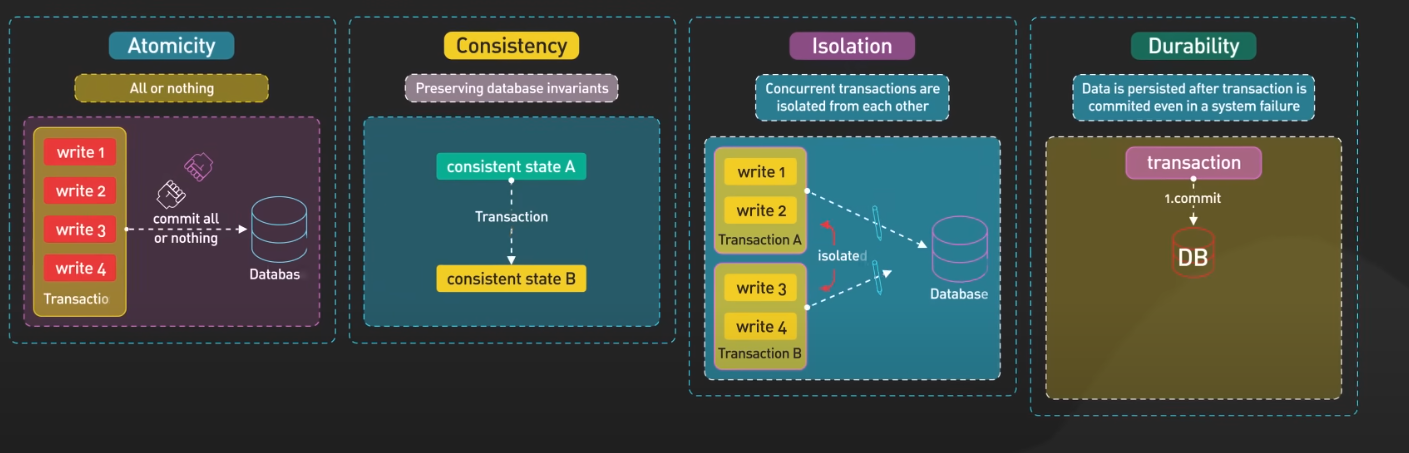 Atomicity
All or nothing
write 1
write 2
write 3
write 4
Transactio
commit all
or nothing
Databas
Consistency
Preserving database invariants
consistent state A
Transaction
consistent state B
Isolation
Concurrent transactions are
isolated from each other
write 1
write 2
Transaction A
isolated
write 3
write 4
Transaction B
Database
Durability
Data is persisted after transaction is
commited even in a system failure
transaction
1.commit
DB